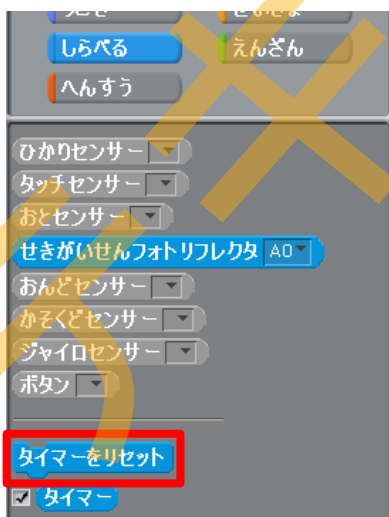 しらべる
えんざん
へんすう
ひかりセンサー
タッチセンサー
おとセンサー
せきがいせんフォトリフレクタ A0
おんどセンサー
かそくどセンサー
ジャイロセンサー
ボタン
タイマーをリセット
タイマー